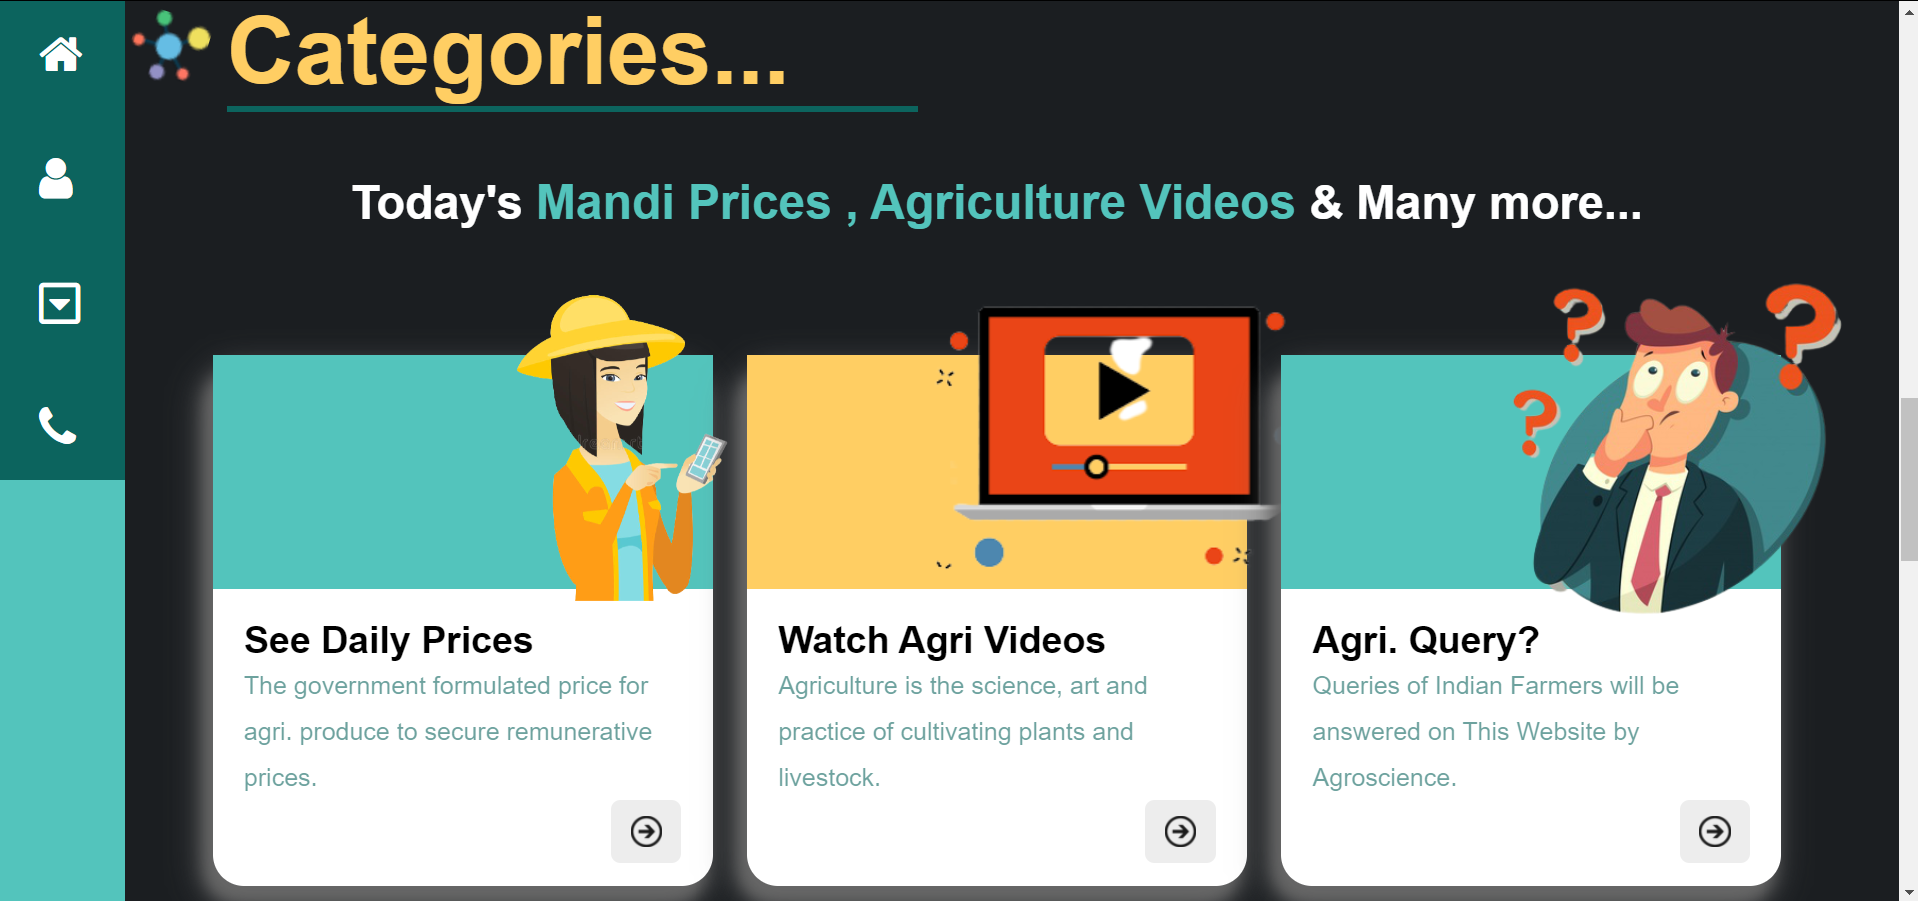 Categories...
Today's Mandi Prices , Agriculture Videos & Many more...
See Daily Prices
The government formulated price for
agri. produce to secure remunerative
prices.
Watch Agri Videos
Agriculture is the science, art and
practice of cultivating plants and
livestock.
Agri. Query?
Queries of Indian Farmers will be
answered on This Website by
Agroscience.